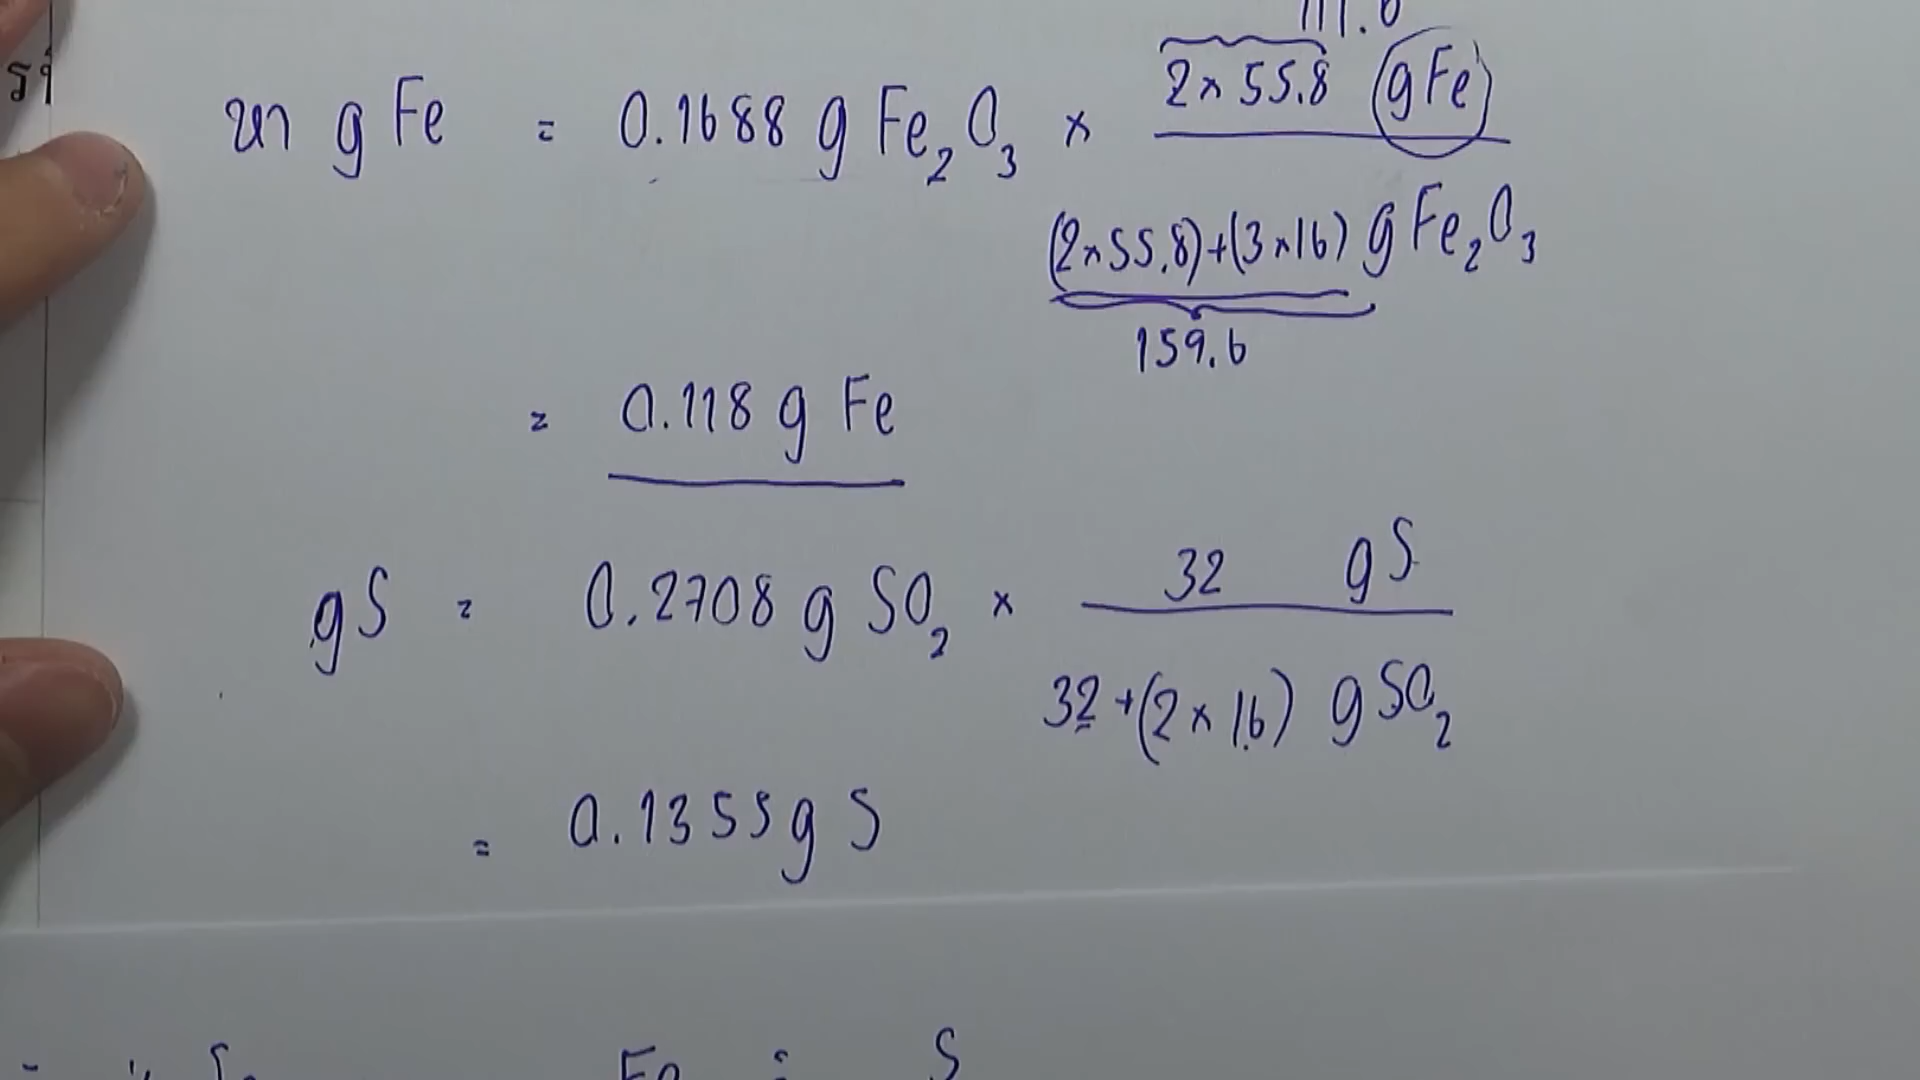 111.6
หา g Fe = 0.1688 g Fe₂O₃ × 2×55.8 (gFe)
(2×55.8)+(3×16) g Fe₂O₃
159.6
= 0.118 g Fe
gS = 0.2708 g SO₂ × 32 gS
32+(2×16) gSO₂
= 0.1355 g S
Fe : S